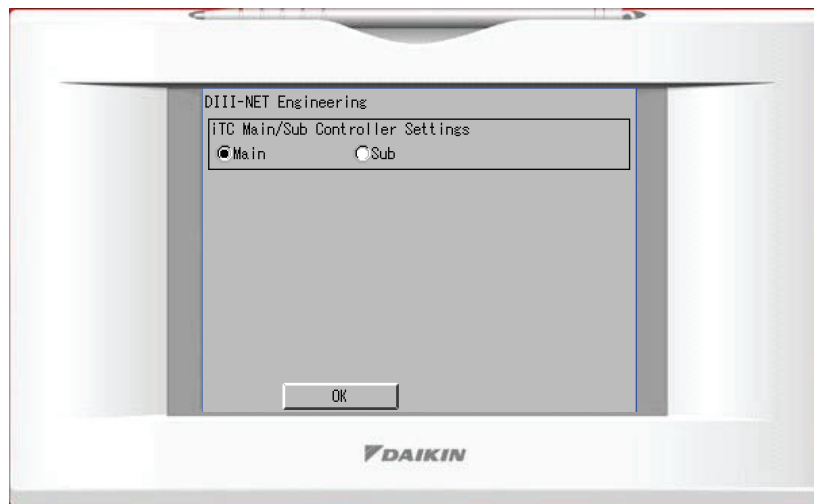 DIII-NET Engineering
iTC Main/Sub Controller Settings
Main Sub
OK
DAIKIN